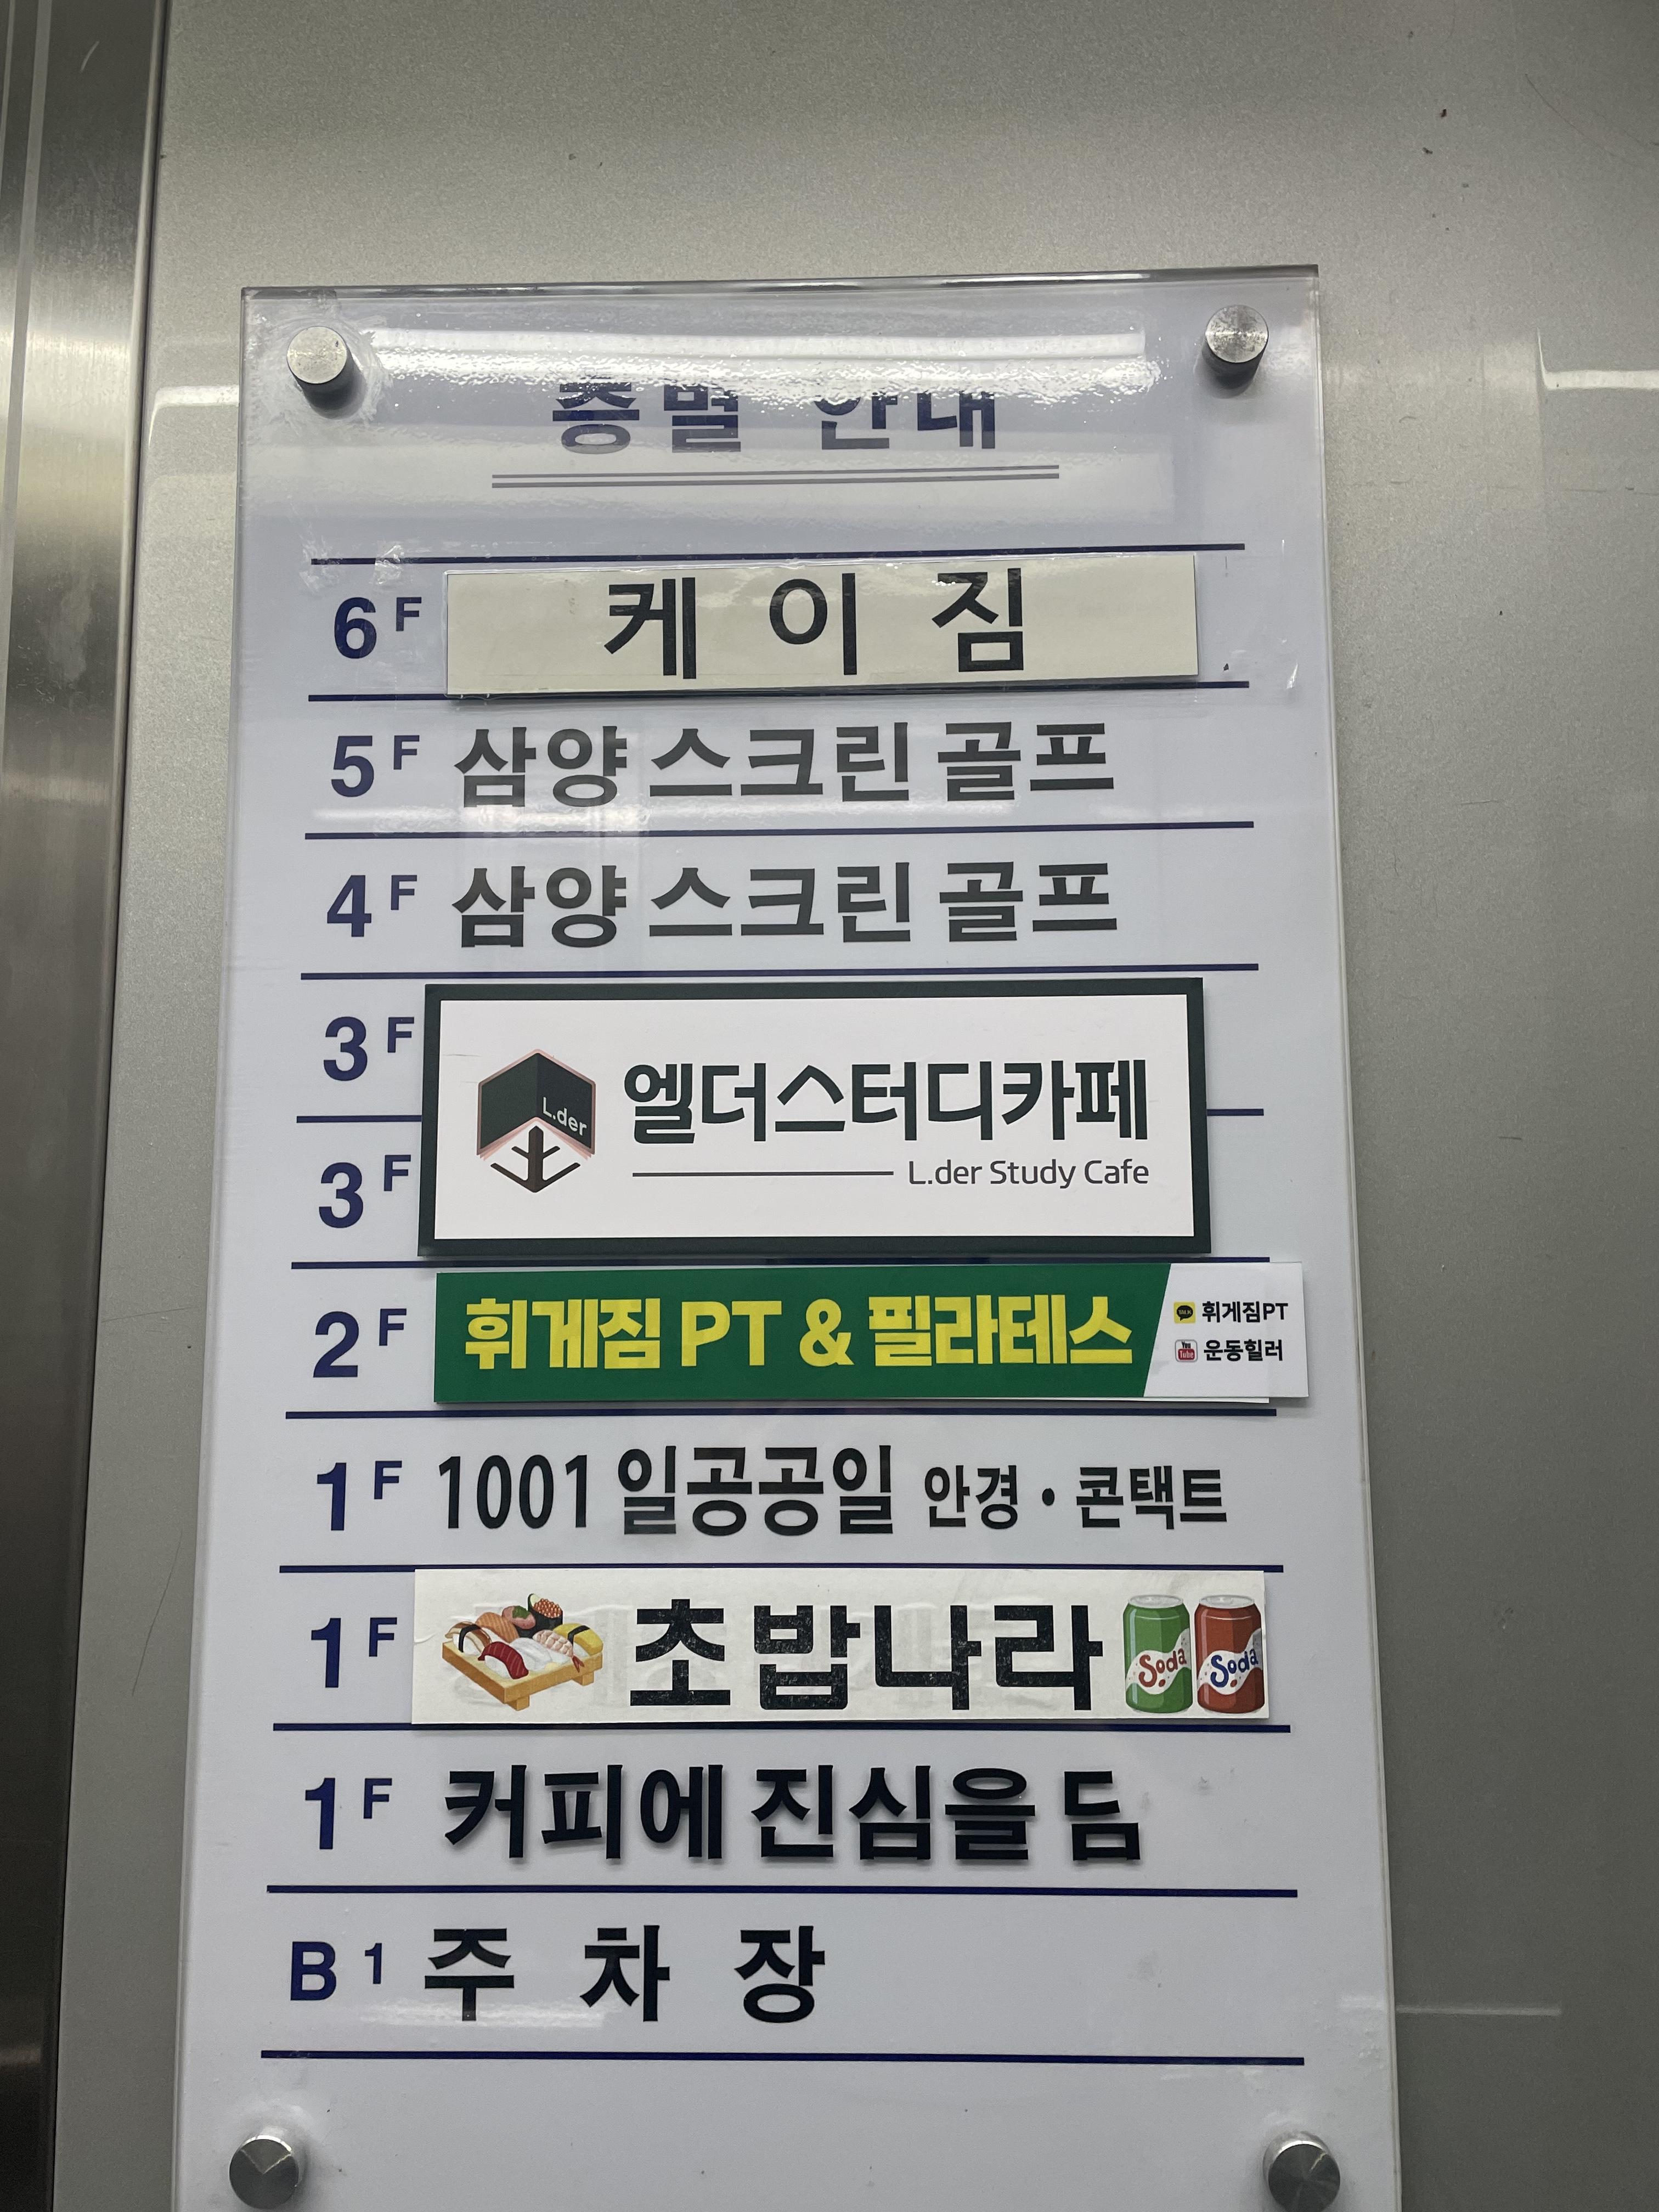 층별 안내
6F 케이짐
5F 삼양스크린골프
4F 삼양스크린골프
3F
L.der
엘더스터디카페
L.der Study Cafe
3F
2F 휘게짐 PT & 필라테스
TALK 휘게짐PT
You Tube 운동힐러
1F 1001 일공공일 안경·콘택트
1F 초밥나라 Soda Soda
1F 커피에 진심을 담
B1 주차장